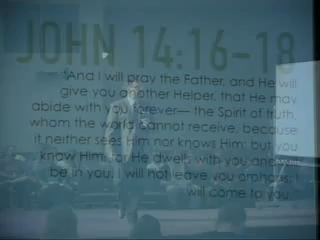 JOHN 14:16-18
"And I will pray the Father, and He will
give you another Helper, that He may
abide with you forever— the Spirit of truth,
whom the world cannot receive, because
it neither sees Him nor knows Him; but you
know Him, for He dwells with you and will
be in you. I will not leave you orphans; I
will come to you.